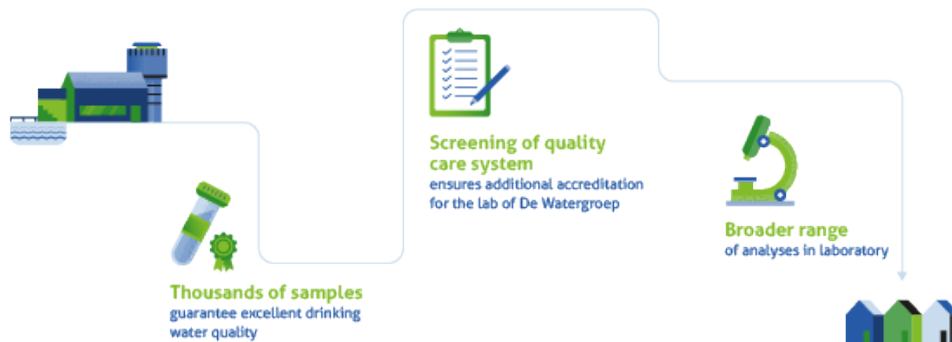 Thousands of samples
guarantee excellent drinking
water quality
Screening of quality
care system
ensures additional accreditation
for the lab of De Watergroep
Broader range
of analyses in laboratory